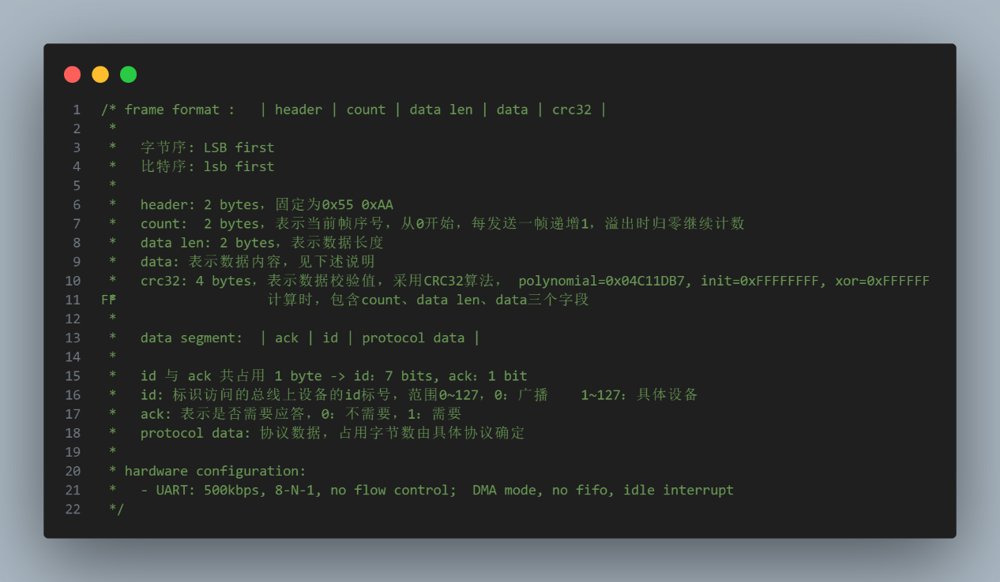 1 /* frame format :   | header | count | data len | data | crc32 |
2  *
3  *   字节序: LSB first
4  *   比特序: lsb first
5  *
6  *   header: 2 bytes，固定为0x55 0xAA
7  *   count:  2 bytes，表示当前帧序号，从0开始，每发送一帧递增1，溢出时归零继续计数
8  *   data len: 2 bytes，表示数据长度
9  *   data: 表示数据内容，见下述说明
10  *   crc32: 4 bytes，表示数据校验值，采用CRC32算法， polynomial=0x04C11DB7, init=0xFFFFFFFF, xor=0xFFFFFF
11 FF *                   计算时，包含count、data len、data三个字段
12  *
13  *   data segment:  | ack | id | protocol data |
14  *
15  *   id 与 ack 共占用 1 byte -> id：7 bits, ack：1 bit
16  *   id: 标识访问的总线上设备的id标号，范围0~127，0：广播    1~127：具体设备
17  *   ack: 表示是否需要应答，0：不需要，1：需要
18  *   protocol data: 协议数据，占用字节数由具体协议确定
19  *
20  * hardware configuration:
21  *   - UART: 500kbps, 8-N-1, no flow control;  DMA mode, no fifo, idle interrupt
22  */